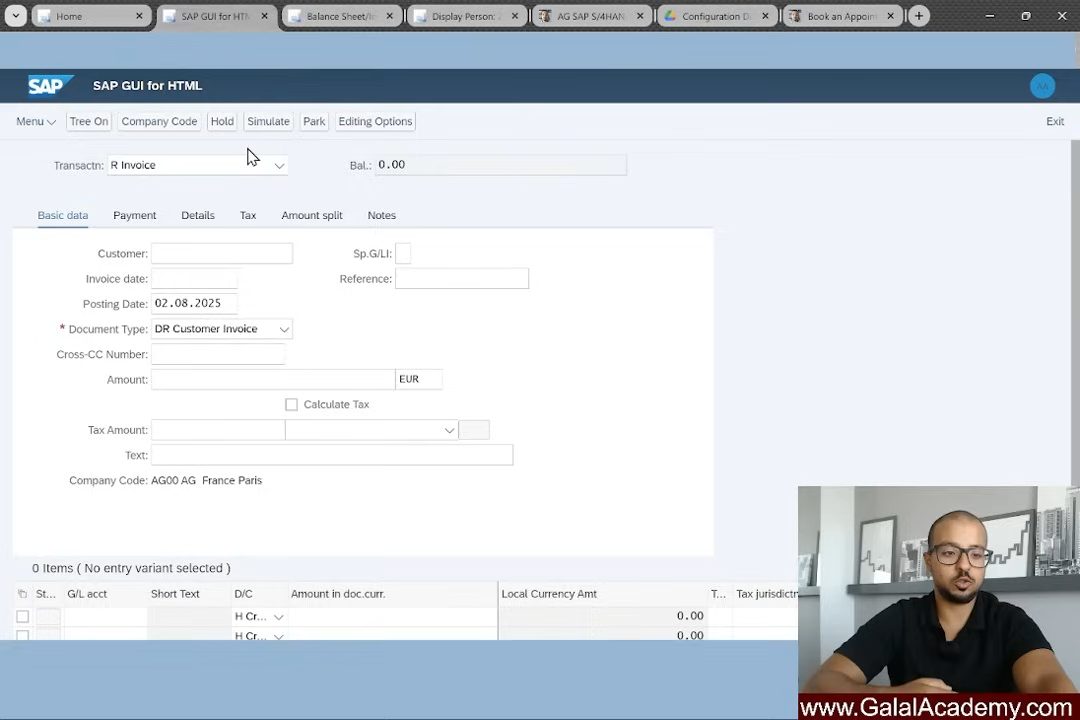 Home
SAP GUI for HTM
Balance Sheet/In
Display Person: A
AG SAP S/4HAN
Configuration D
Book an Appoint
SAP SAP GUI for HTML
AA
Menu Tree On Company Code Hold Simulate Park Editing Options Exit
Transactn: R Invoice Bal.: 0.00
Basic data Payment Details Tax Amount split Notes
Customer: Sp.G/LI:
Invoice date: Reference:
Posting Date: 02.08.2025
* Document Type: DR Customer Invoice
Cross-CC Number:
Amount: EUR
Calculate Tax
Tax Amount:
Text:
Company Code: AG00 AG France Paris
0 Items ( No entry variant selected )
St... G/L acct Short Text D/C Amount in doc.curr. Local Currency Amt T... Tax jurisdictn
H Cr... 0.00
H Cr... 0.00
www.GalalAcademy.com